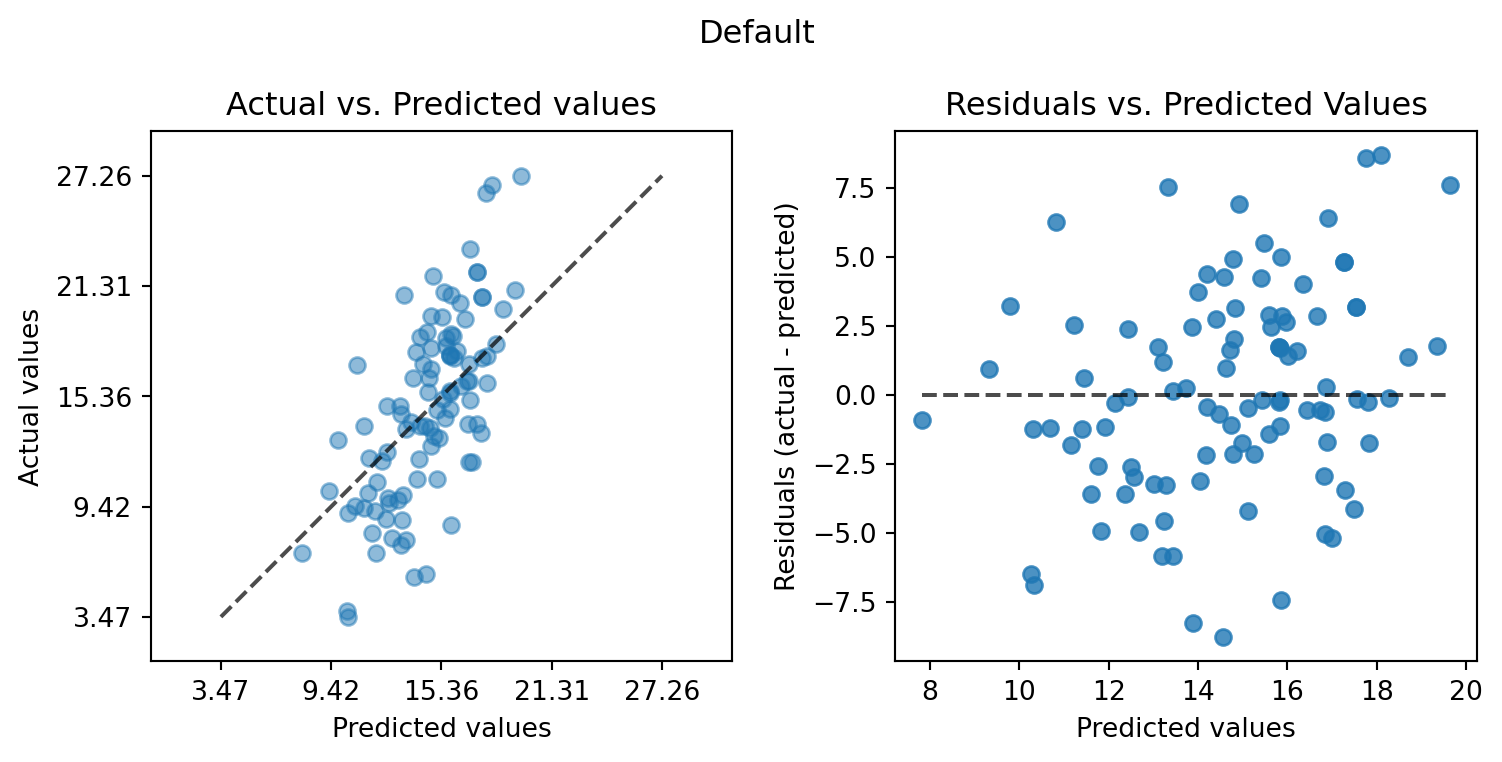 Default
Actual vs. Predicted values
Actual values
27.26
21.31
15.36
9.42
3.47
3.47 9.42 15.36 21.31 27.26
Predicted values
Residuals vs. Predicted Values
Residuals (actual - predicted)
7.5
5.0
2.5
0.0
−2.5
−5.0
−7.5
8 10 12 14 16 18 20
Predicted values